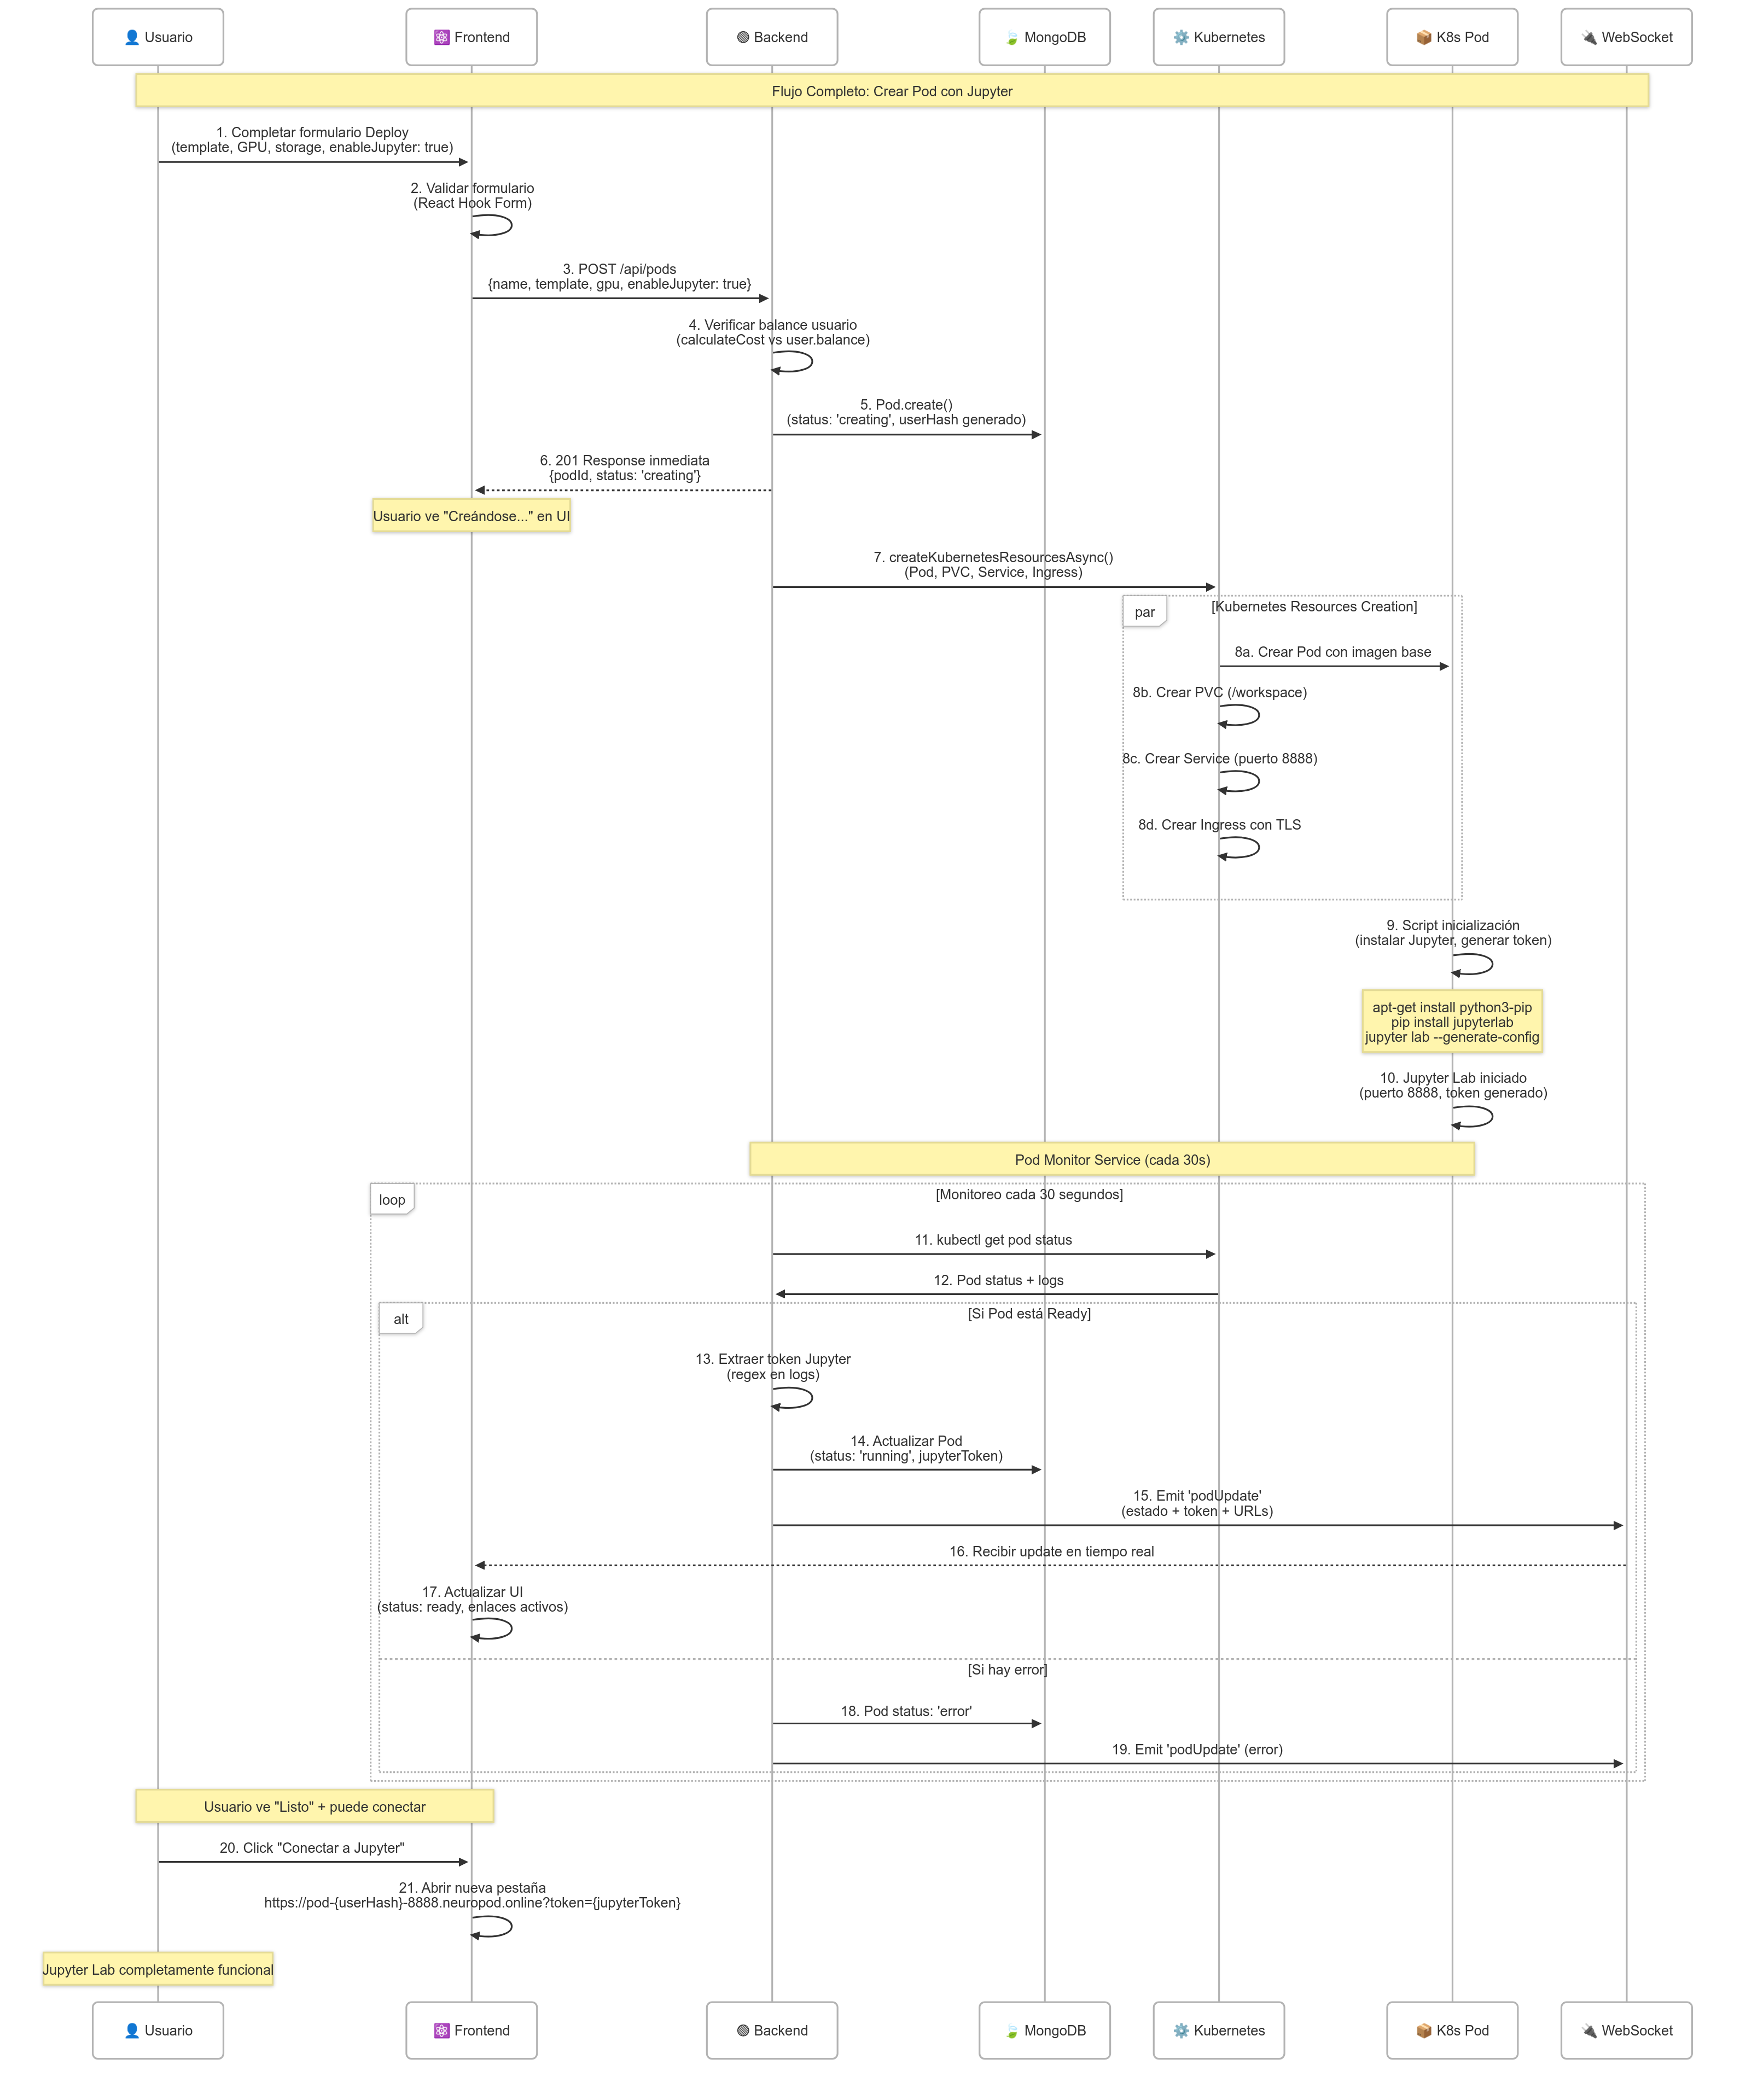 👤 Usuario
⚛️ Frontend
🟢 Backend
🍃 MongoDB
⚙️ Kubernetes
📦 K8s Pod
🔌 WebSocket
Flujo Completo: Crear Pod con Jupyter
1. Completar formulario Deploy
(template, GPU, storage, enableJupyter: true)
2. Validar formulario
(React Hook Form)
3. POST /api/pods
{name, template, gpu, enableJupyter: true}
4. Verificar balance usuario
(calculateCost vs user.balance)
5. Pod.create()
(status: 'creating', userHash generado)
6. 201 Response inmediata
{podId, status: 'creating'}
Usuario ve "Creándose..." en UI
7. createKubernetesResourcesAsync()
(Pod, PVC, Service, Ingress)
par
[Kubernetes Resources Creation]
8a. Crear Pod con imagen base
8b. Crear PVC (/workspace)
8c. Crear Service (puerto 8888)
8d. Crear Ingress con TLS
9. Script inicialización
(instalar Jupyter, generar token)
apt-get install python3-pip
pip install jupyterlab
jupyter lab --generate-config
10. Jupyter Lab iniciado
(puerto 8888, token generado)
Pod Monitor Service (cada 30s)
loop
[Monitoreo cada 30 segundos]
11. kubectl get pod status
12. Pod status + logs
alt
[Si Pod está Ready]
13. Extraer token Jupyter
(regex en logs)
14. Actualizar Pod
(status: 'running', jupyterToken)
15. Emit 'podUpdate'
(estado + token + URLs)
16. Recibir update en tiempo real
17. Actualizar UI
(status: ready, enlaces activos)
[Si hay error]
18. Pod status: 'error'
19. Emit 'podUpdate' (error)
Usuario ve "Listo" + puede conectar
20. Click "Conectar a Jupyter"
21. Abrir nueva pestaña
https://pod-{userHash}-8888.neuropod.online?token={jupyterToken}
Jupyter Lab completamente funcional
👤 Usuario
⚛️ Frontend
🟢 Backend
🍃 MongoDB
⚙️ Kubernetes
📦 K8s Pod
🔌 WebSocket